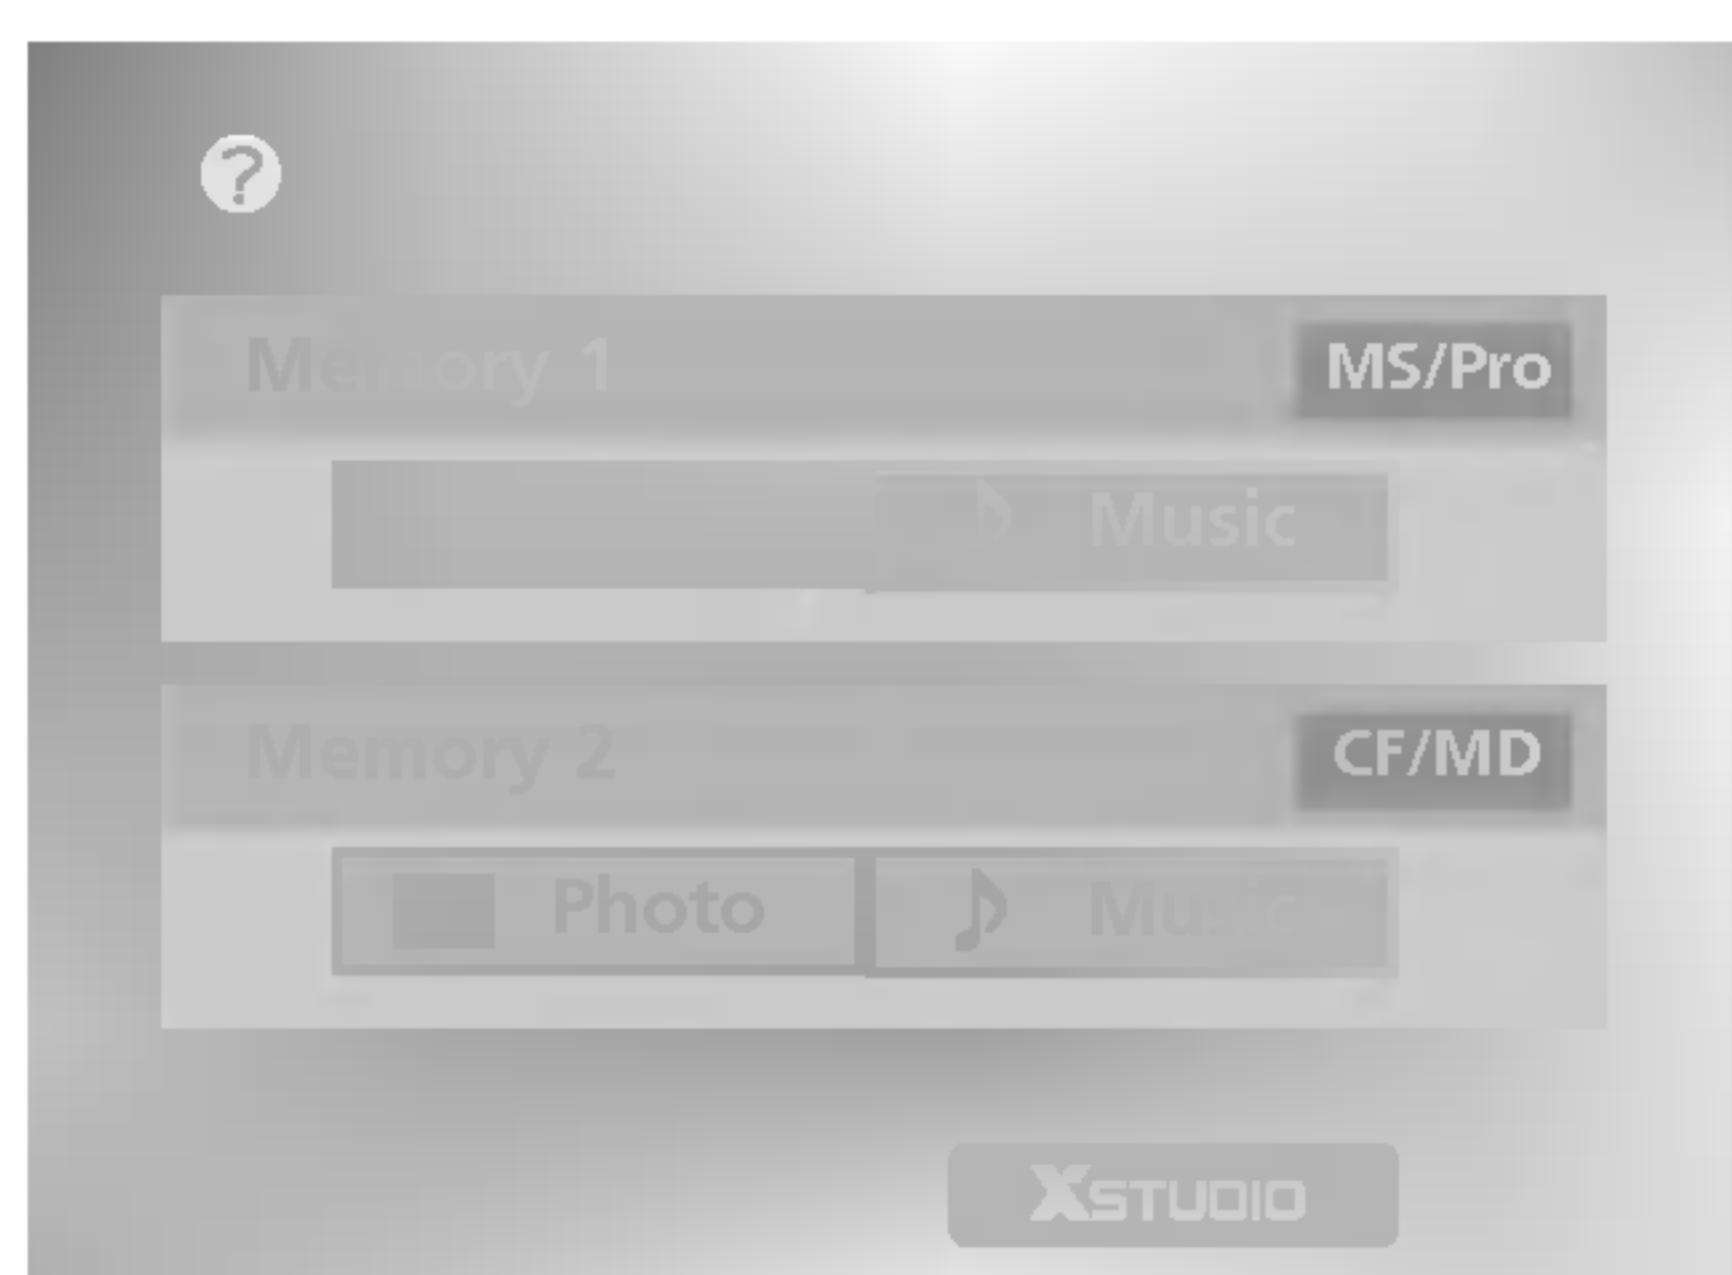 ?
Memory 1 MS/Pro
Music
Memory 2 CF/MD
Photo Music
XSTUDIO